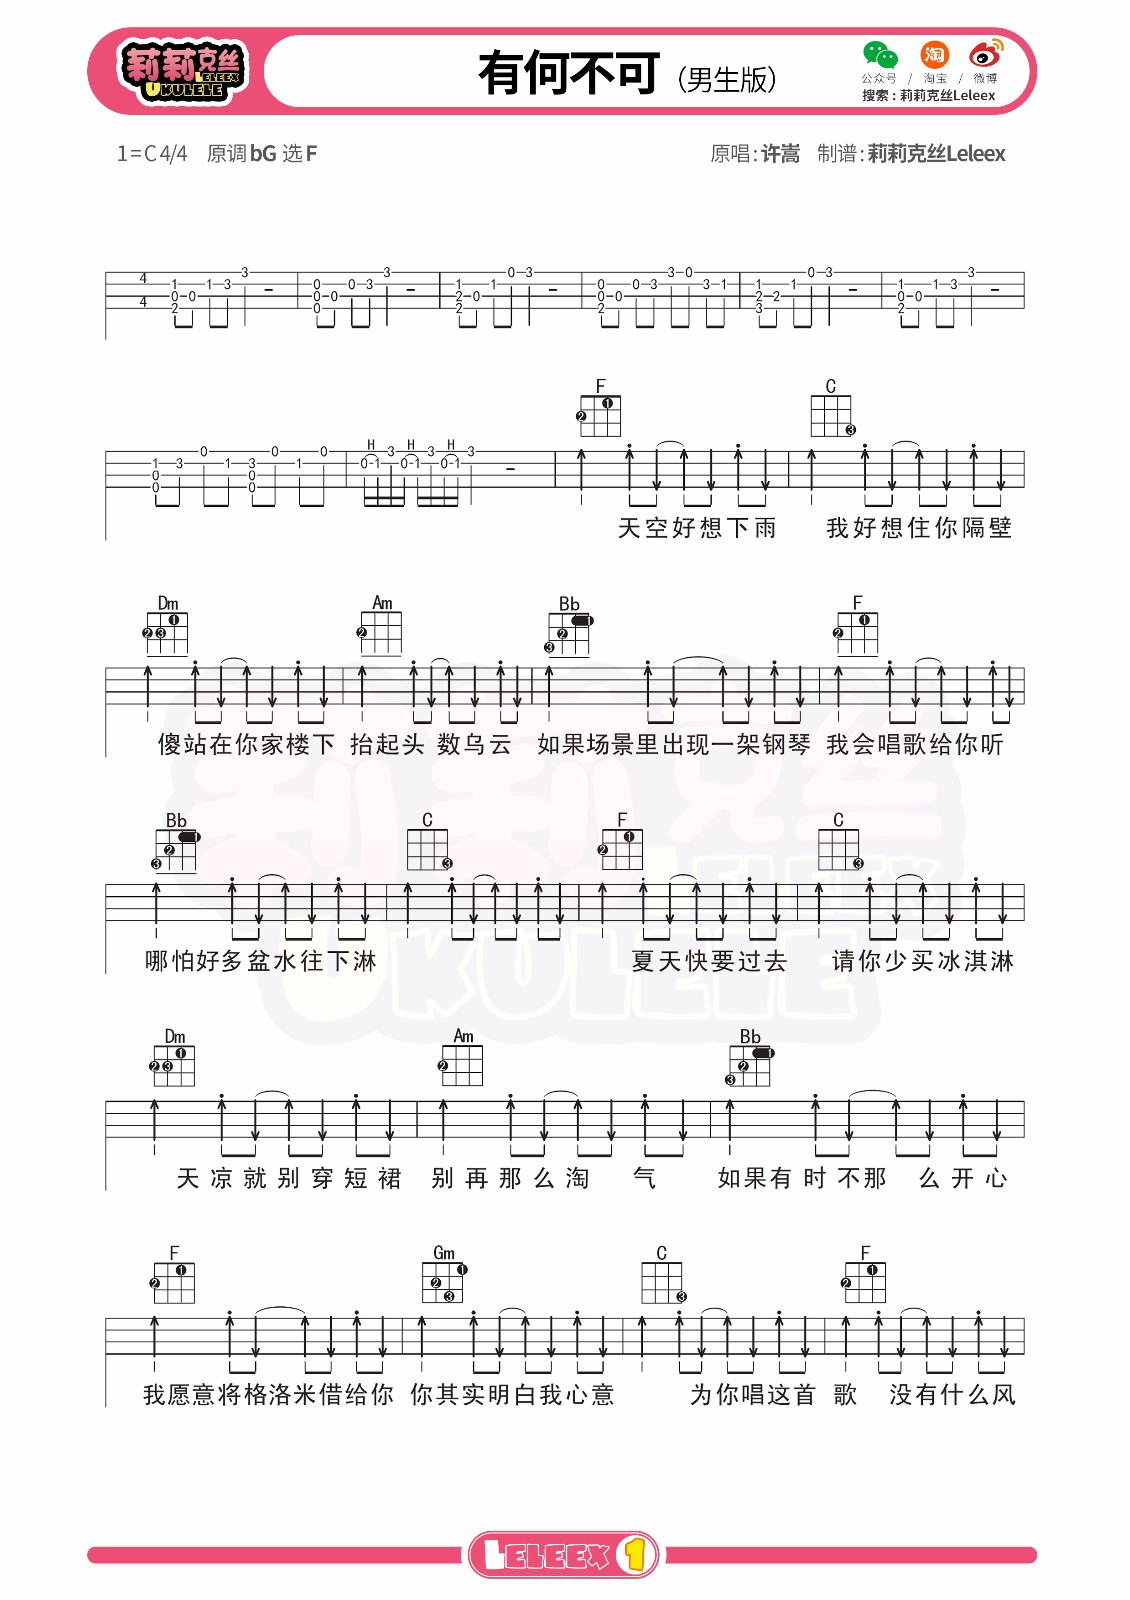 莉莉克丝
LELEEX
UKULELE
有何不可（男生版）
公众号 / 淘宝 / 微博
搜索：莉莉克丝Leleex
1=C 4/4 原调bG 选F
原唱：许嵩 制谱：莉莉克丝Leleex
F C
天空好想下雨 我好想住你隔壁
Dm Am Bb F
傻站在你家楼下 抬起头 数乌云 如果场景里出现一架钢琴 我会唱歌给你听
Bb C F C
哪怕好多盆水往下淋 夏天快要过去 请你少买冰淇淋
Dm Am Bb
天凉就别穿短裙 别再那么淘 气 如果有时不那 么开心
F Gm C F
我愿意将格洛米借给你 你其实明白我心意 为你唱这首 歌 没有什么风
LELEEX 1